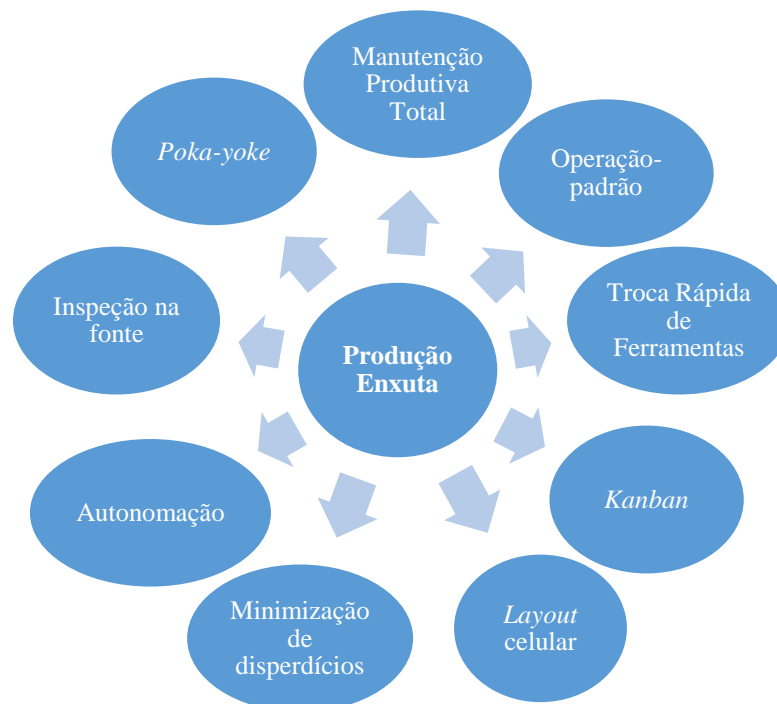 Manutenção
Produtiva
Total
Operação-
padrão
Troca Rápida
de
Ferramentas
Kanban
Layout
celular
Minimização
de
disperdícios
Autonomação
Inspeção na
fonte
Poka-yoke
Produção
Enxuta